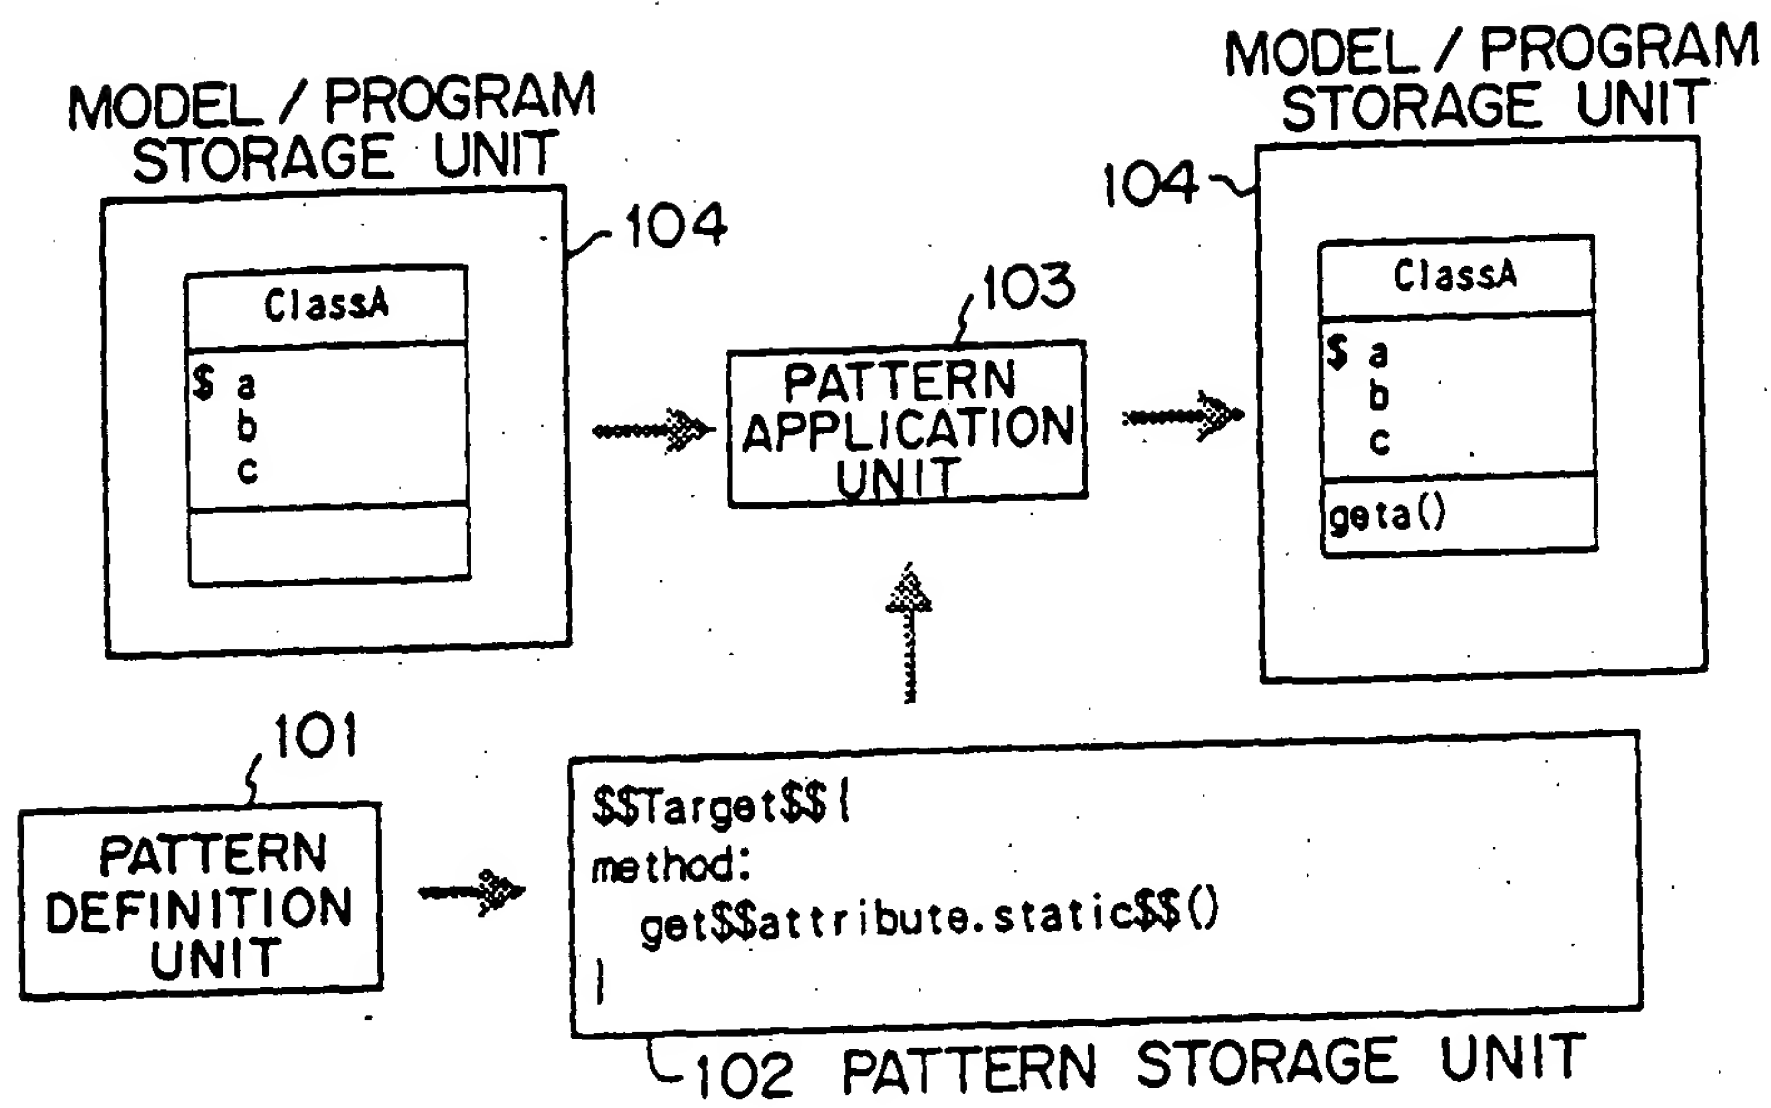 MODEL / PROGRAM
STORAGE UNIT
104
ClassA
$ a
b
c
103
PATTERN
APPLICATION
UNIT
MODEL / PROGRAM
STORAGE UNIT
104
ClassA
$ a
b
c
geta()
101
PATTERN
DEFINITION
UNIT
$$Target$$ {
method:
get$$attribute.static$$()
}
102 PATTERN STORAGE UNIT